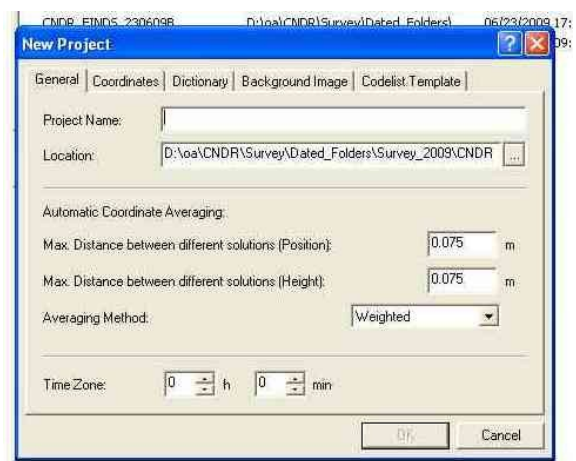 CNDR_FINDS_230609B D:\oa\CNDR\Survey\Dated_Folders\ 06/23/2009 17:
New Project
09:
General Coordinates Dictionary Background Image Codelist Template
Project Name:
Location: D:\oa\CNDR\Survey\Dated_Folders\Survey_2009\CNDR ...
Automatic Coordinate Averaging:
Max. Distance between different solutions (Position): 0.075 m
Max. Distance between different solutions (Height): 0.075 m
Averaging Method: Weighted
Time Zone: 0 h 0 min
OK Cancel